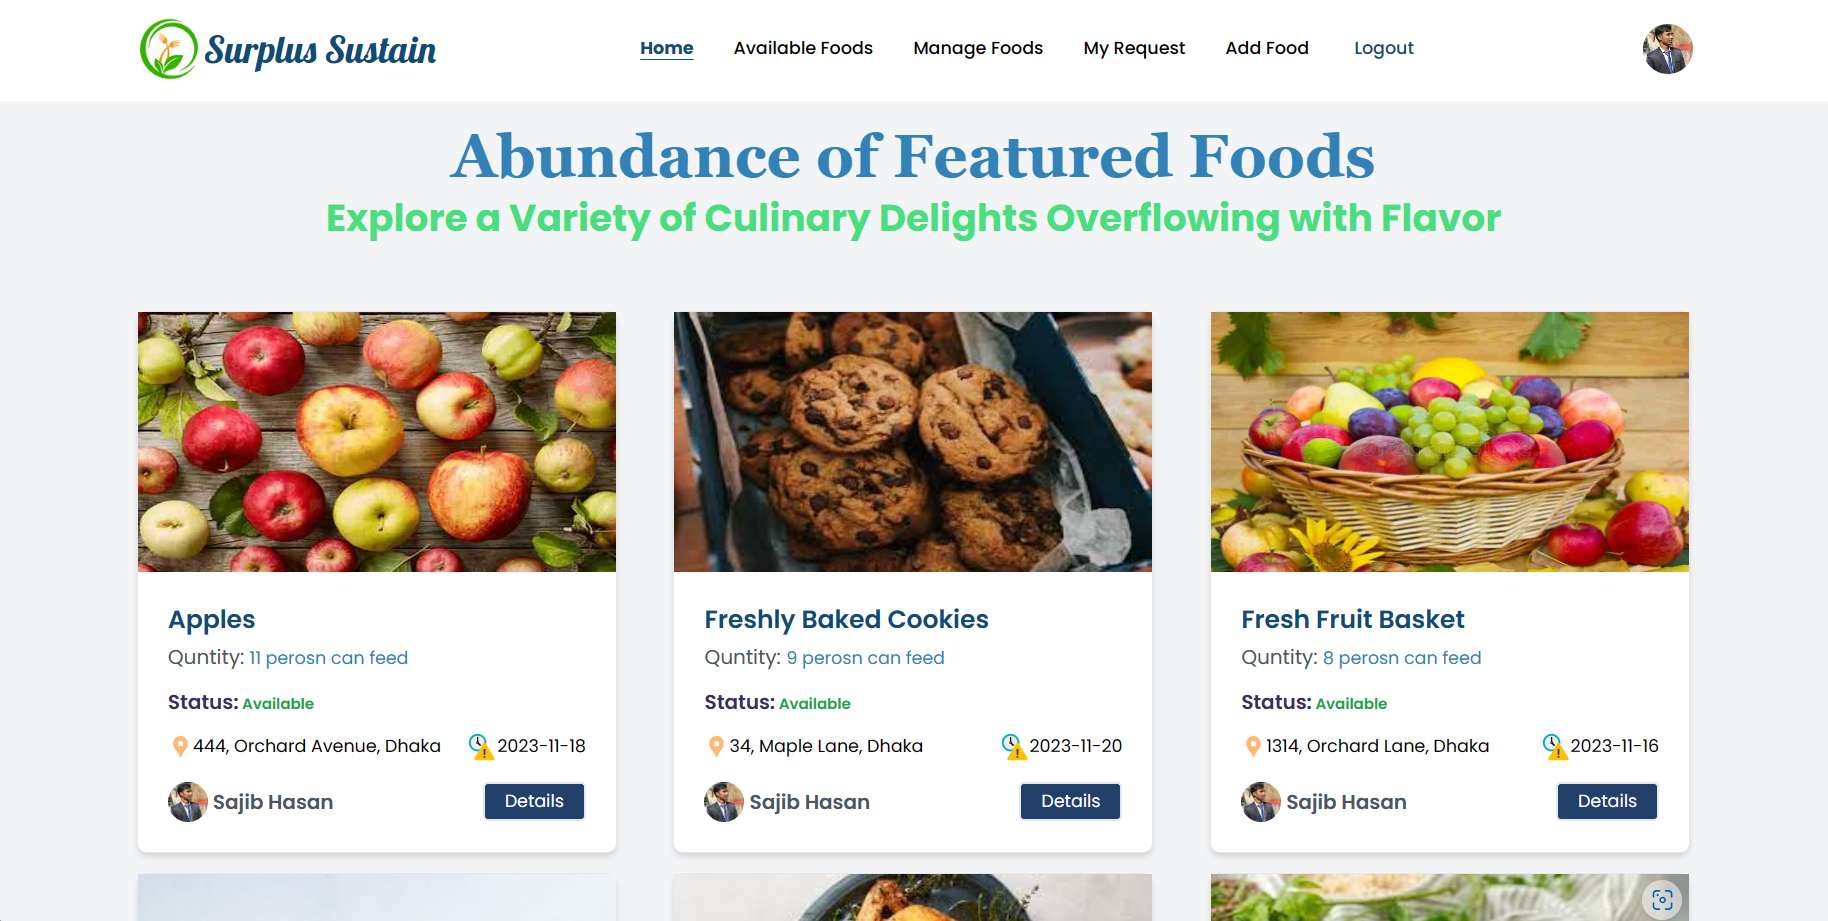 Surplus Sustain
Home Available Foods Manage Foods My Request Add Food Logout
Abundance of Featured Foods
Explore a Variety of Culinary Delights Overflowing with Flavor
Apples
Quntity: 11 perosn can feed
Status: Available
444, Orchard Avenue, Dhaka 2023-11-18
Sajib Hasan Details
Freshly Baked Cookies
Quntity: 9 perosn can feed
Status: Available
34, Maple Lane, Dhaka 2023-11-20
Sajib Hasan Details
Fresh Fruit Basket
Quntity: 8 perosn can feed
Status: Available
1314, Orchard Lane, Dhaka 2023-11-16
Sajib Hasan Details